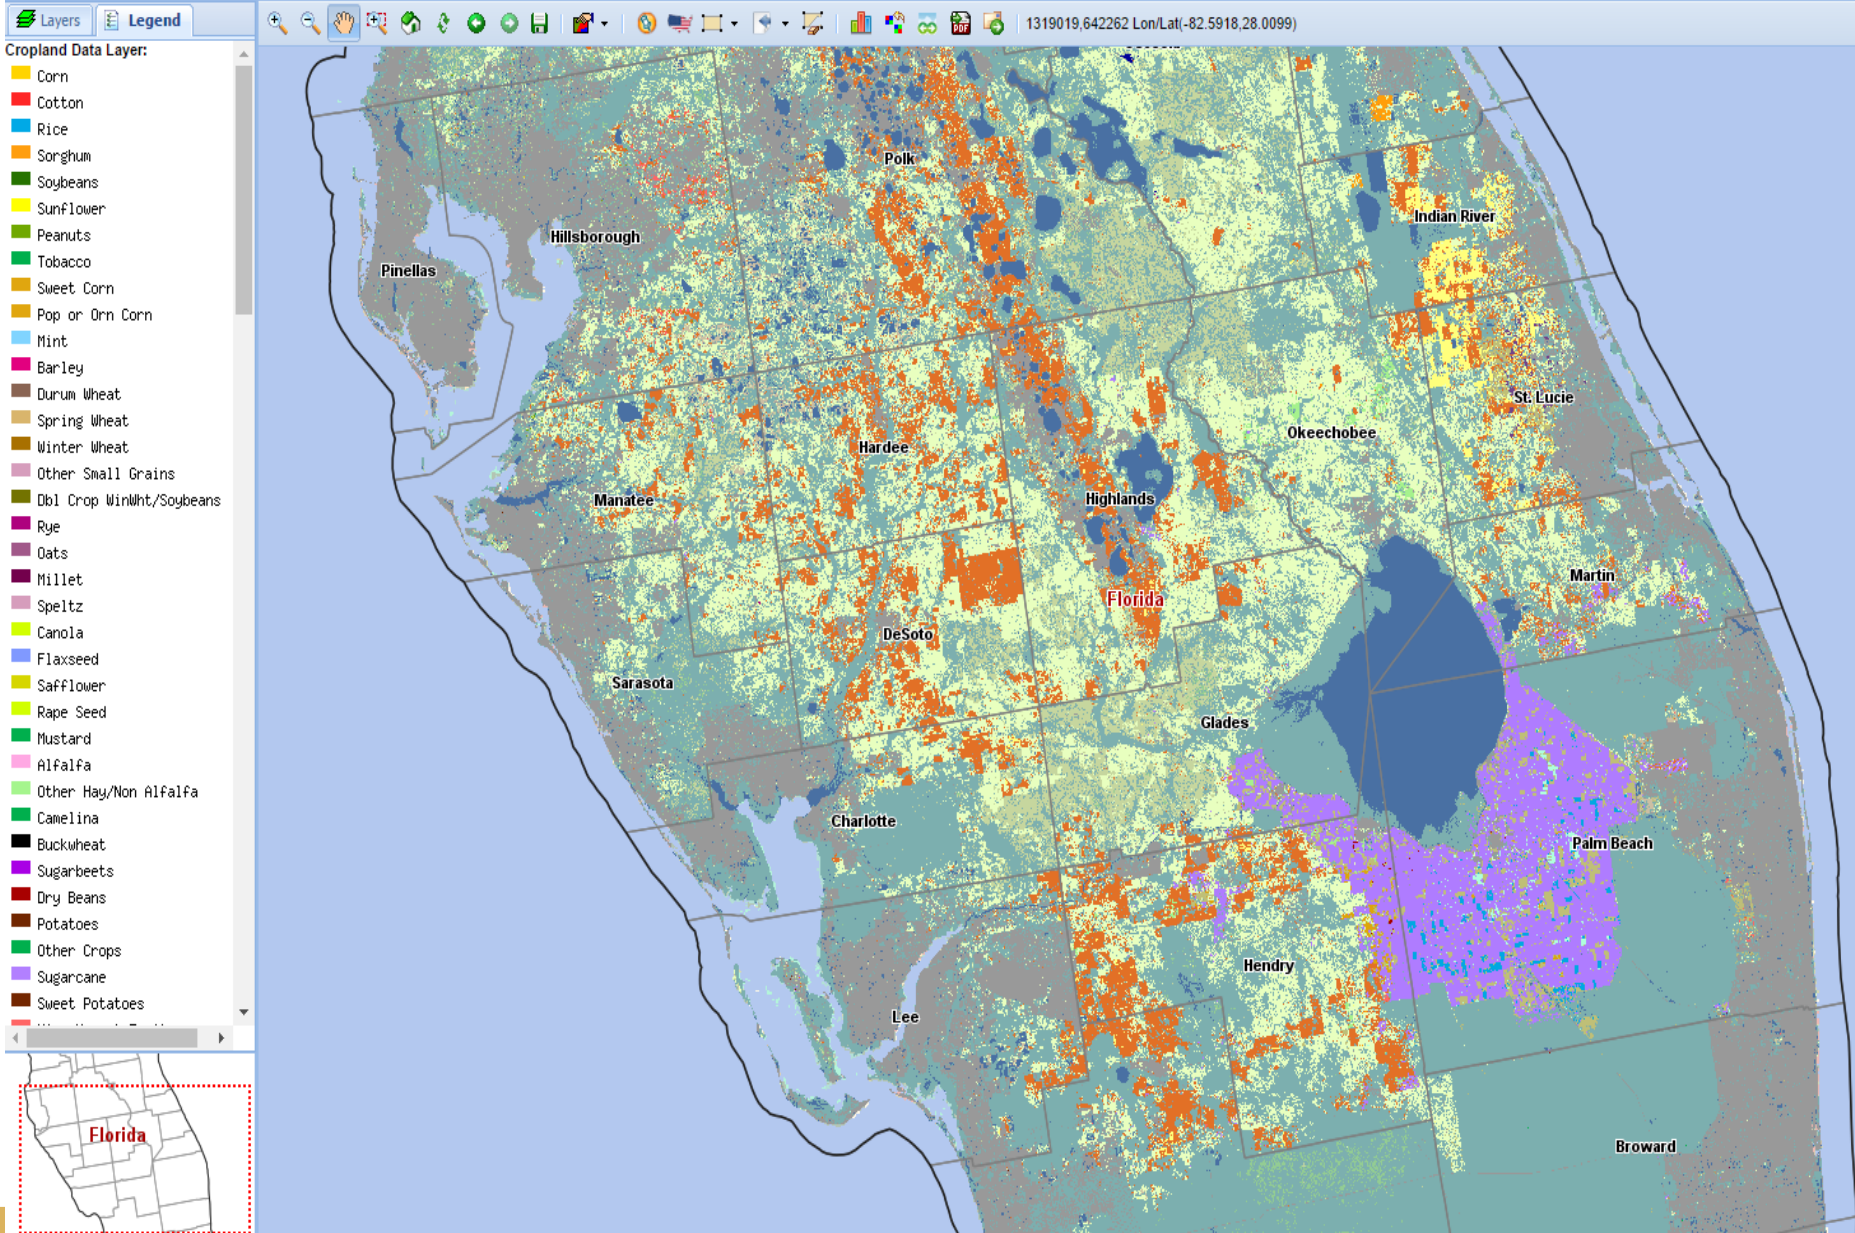 Layers
Legend
1319019,642262 Lon/Lat(-82.5918,28.0099)
Cropland Data Layer:
Corn
Cotton
Rice
Sorghum
Soybeans
Sunflower
Peanuts
Tobacco
Sweet Corn
Pop or Orn Corn
Mint
Barley
Durum Wheat
Spring Wheat
Winter Wheat
Other Small Grains
Dbl Crop WinWht/Soybeans
Rye
Oats
Millet
Speltz
Canola
Flaxseed
Safflower
Rape Seed
Mustard
Alfalfa
Other Hay/Non Alfalfa
Camelina
Buckwheat
Sugarbeets
Dry Beans
Potatoes
Other Crops
Sugarcane
Sweet Potatoes
Florida
Polk
Indian River
Hillsborough
Pinellas
St. Lucie
Okeechobee
Hardee
Highlands
Manatee
Martin
Florida
DeSoto
Sarasota
Glades
Charlotte
Palm Beach
Hendry
Lee
Broward
PDF